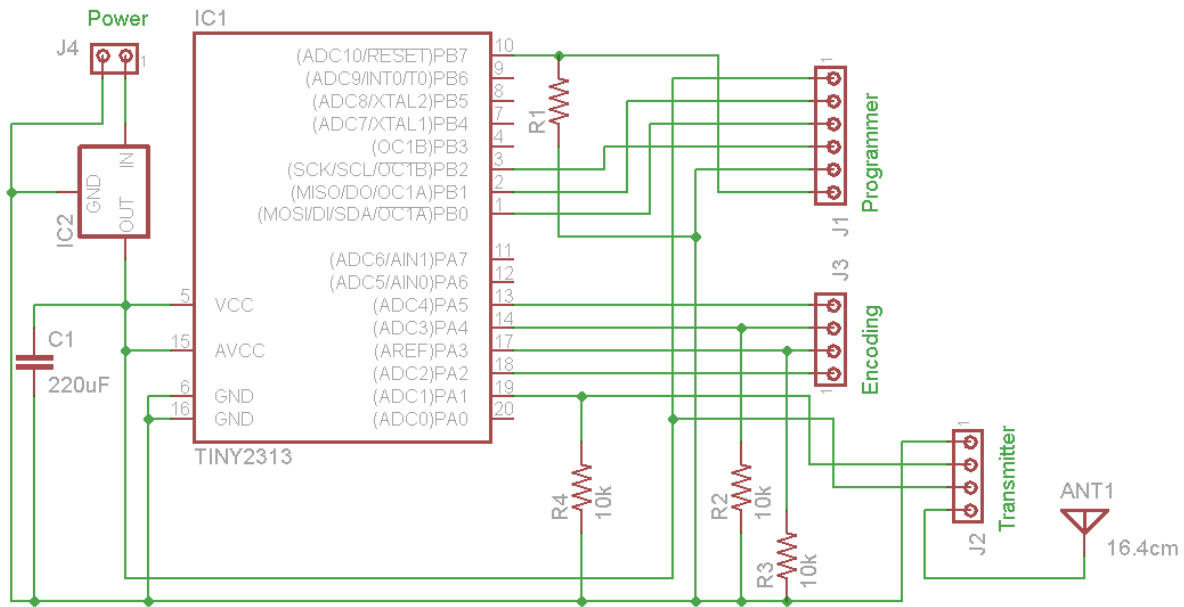 Power
J4
1
IC1
IN
GND
OUT
IC2
C1
220uF
(ADC10/RESET)PB7 10
(ADC9/INT0/T0)PB6 9
(ADC8/XTAL2)PB5 8
(ADC7/XTAL1)PB4 7
(OC1B)PB3 4
(SCK/SCL/OC1B)PB2 3
(MISO/DO/OC1A)PB1 2
(MOSI/DI/SDA/OC1A)PB0 1
(ADC6/AIN1)PA7 11
(ADC5/AIN0)PA6 12
5 VCC (ADC4)PA5 13
(ADC3)PA4 14
15 AVCC (AREF)PA3 17
(ADC2)PA2 18
6 GND (ADC1)PA1 19
16 GND (ADC0)PA0 20
TINY2313
R1
1
Programmer
J1
J3
Encoding
1
R4
10k
R2
10k
R3
10k
1
Transmitter
J2
ANT1
16.4cm